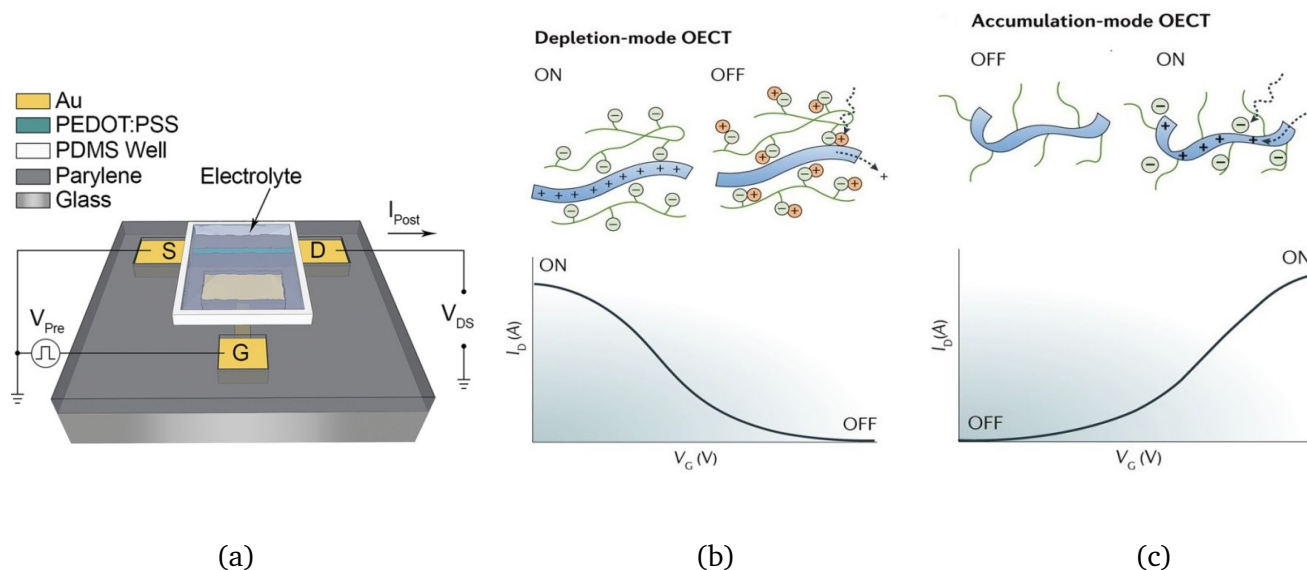 Au
PEDOT:PSS
PDMS Well
Parylene
Glass
Electrolyte
I_Post
S
D
V_Pre
V_DS
G
(a)
Depletion-mode OECT
ON
OFF
I_D (A)
ON
OFF
V_G (V)
(b)
Accumulation-mode OECT
OFF
ON
I_D (A)
ON
OFF
V_G (V)
(c)